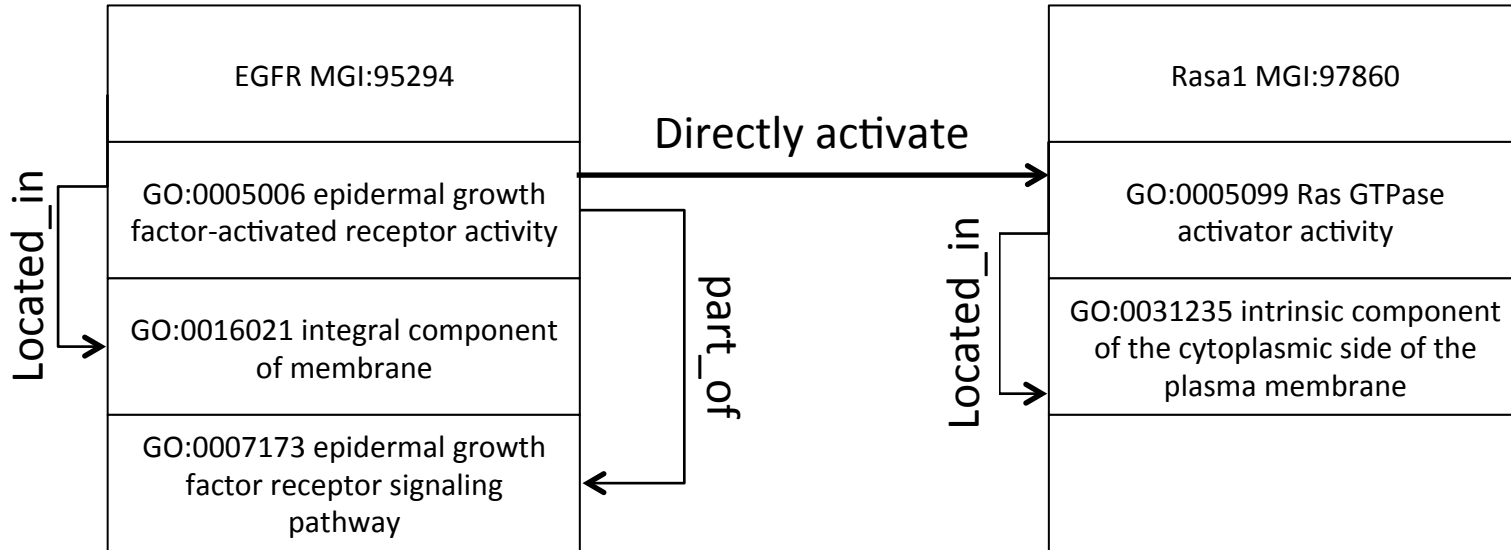 EGFR MGI:95294
GO:0005006 epidermal growth
factor-activated receptor activity
GO:0016021 integral component
of membrane
GO:0007173 epidermal growth
factor receptor signaling
pathway
Located_in
part_of
Directly activate
Rasa1 MGI:97860
GO:0005099 Ras GTPase
activator activity
GO:0031235 intrinsic component
of the cytoplasmic side of the
plasma membrane
Located_in